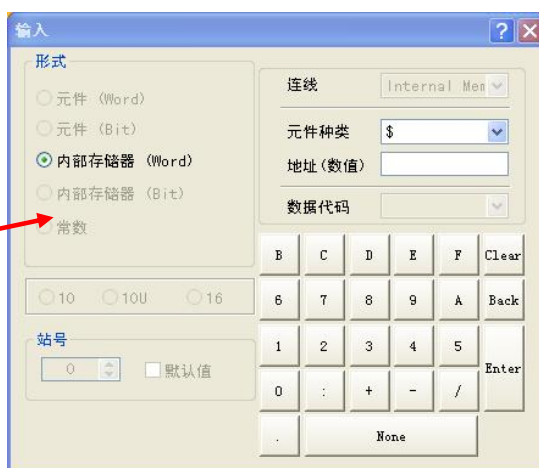 输入
形式
元件 (Word)
元件 (Bit)
内部存储器 (Word)
内部存储器 (Bit)
常数
10 10U 16
站号
0 默认值
连线 Internal Mem
元件种类 $
地址(数值)
数据代码
B C D E F Clear
6 7 8 9 A Back
1 2 3 4 5 Enter
0 : + - /
. None